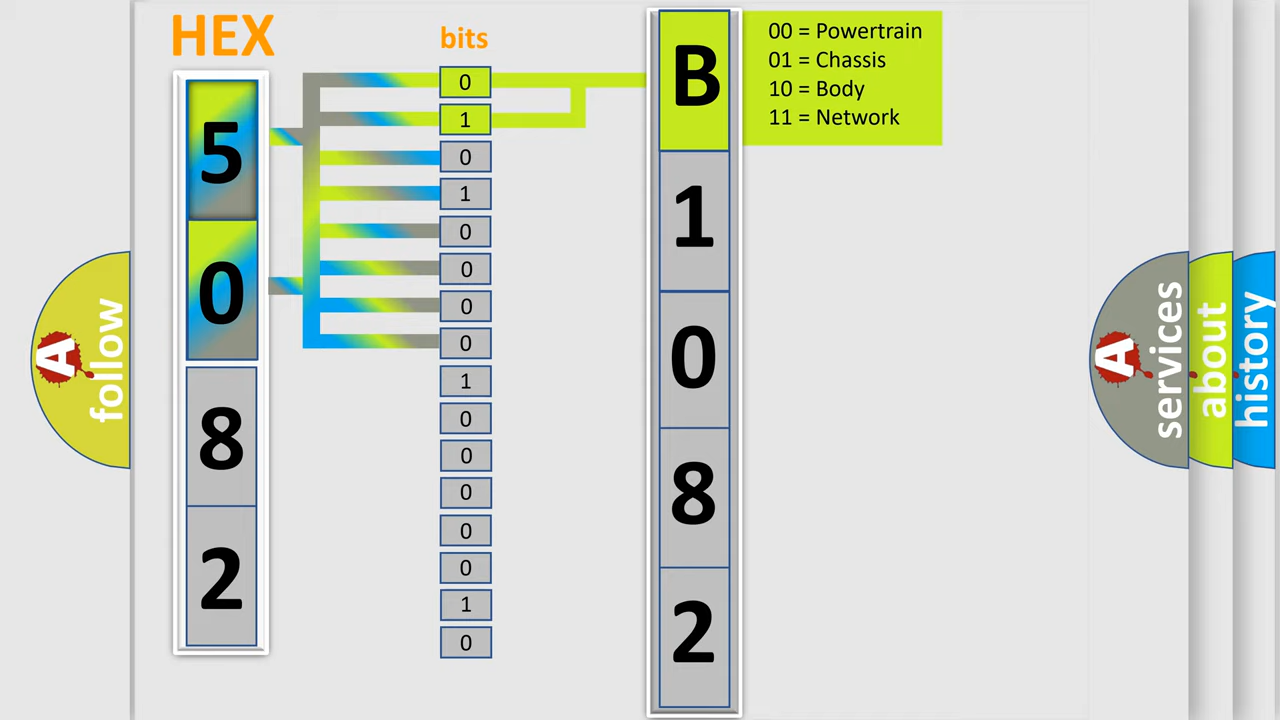 HEX
bits
5
0
8
2
0
1
0
1
0
0
0
0
1
0
0
0
0
0
1
0
B
1
0
8
2
00 = Powertrain
01 = Chassis
10 = Body
11 = Network
A
follow
A
services
about
history